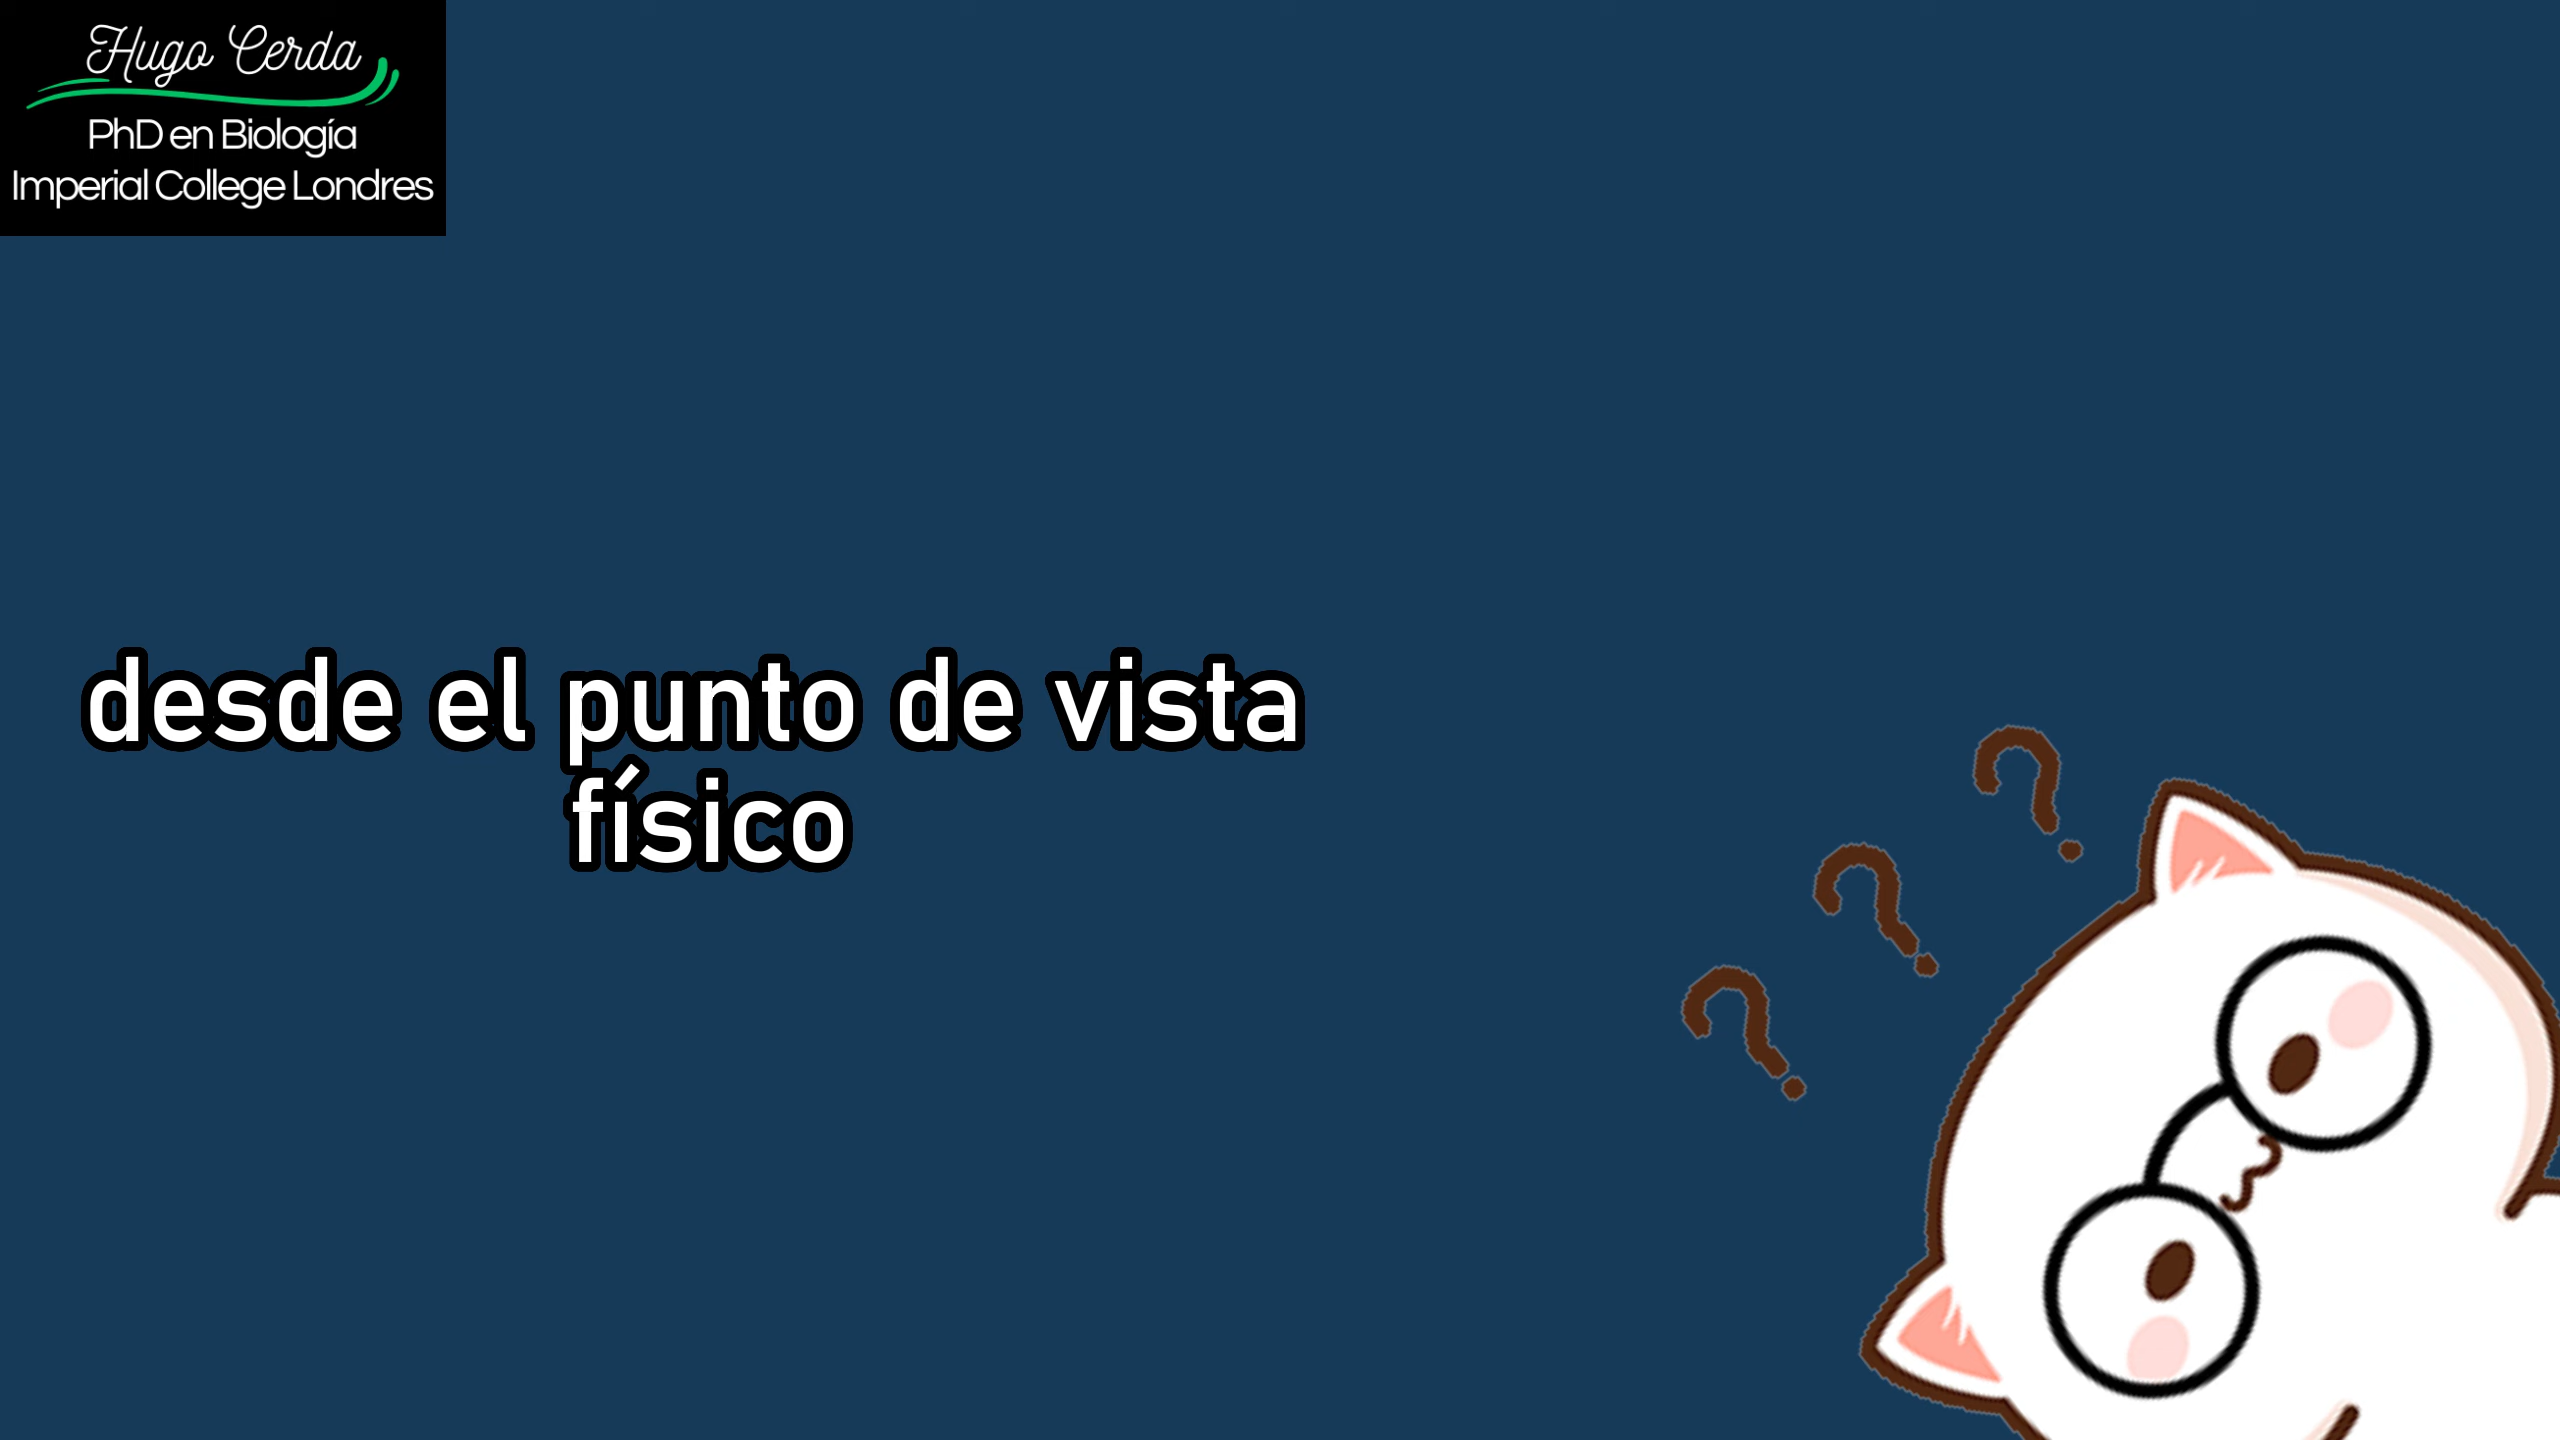 Hugo Cerda
PhD en Biología
Imperial College Londres
desde el punto de vista
físico
? ? ?